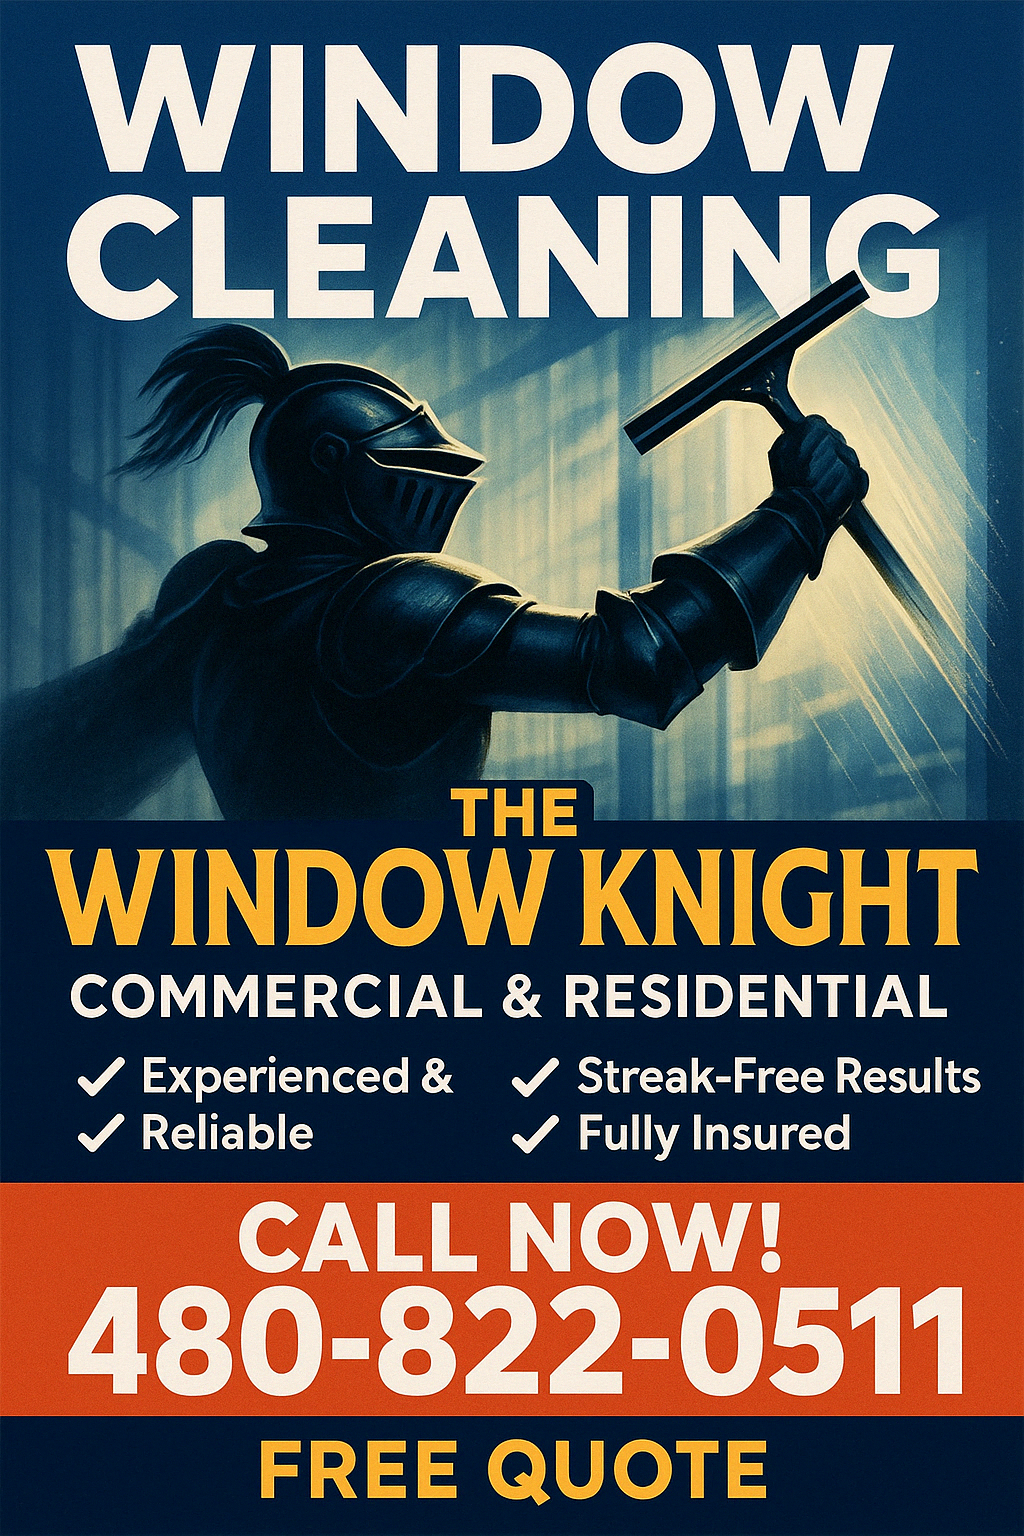 WINDOW
CLEANING
THE
WINDOW KNIGHT
COMMERCIAL & RESIDENTIAL
✓ Experienced &
✓ Reliable
✓ Streak-Free Results
✓ Fully Insured
CALL NOW!
480-822-0511
FREE QUOTE